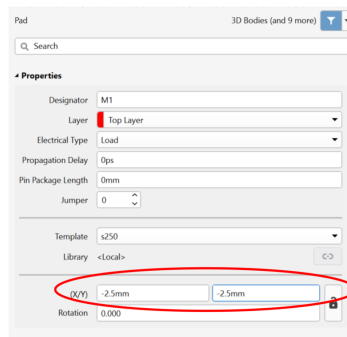 Pad 3D Bodies (and 9 more)
Search
Properties
Designator M1
Layer Top Layer
Electrical Type Load
Propagation Delay 0ps
Pin Package Length 0mm
Jumper 0
Template s250
Library <Local>
(X/Y) -2.5mm -2.5mm
Rotation 0.000